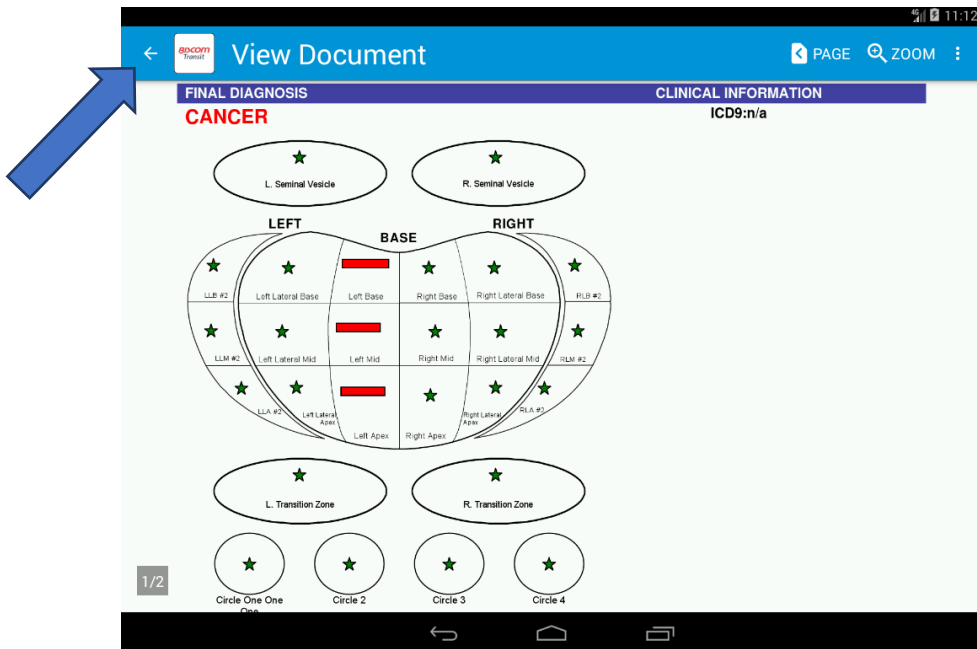 4G 11:12
BDCOM
Transit
View Document
PAGE
ZOOM
FINAL DIAGNOSIS
CLINICAL INFORMATION
CANCER
ICD9:n/a
L. Seminal Vesicle
R. Seminal Vesicle
LEFT
RIGHT
BASE
LLB #2
Left Lateral Base
Left Base
Right Base
Right Lateral Base
RLB #2
LLM #2
Left Lateral Mid
Left Mid
Right Mid
Right Lateral Mid
RLM #2
LLA #2
Left Lateral
Apex
Left Apex
Right Apex
Right Lateral
Apex
RLA #2
L. Transition Zone
R. Transition Zone
1/2
Circle One One
One
Circle 2
Circle 3
Circle 4